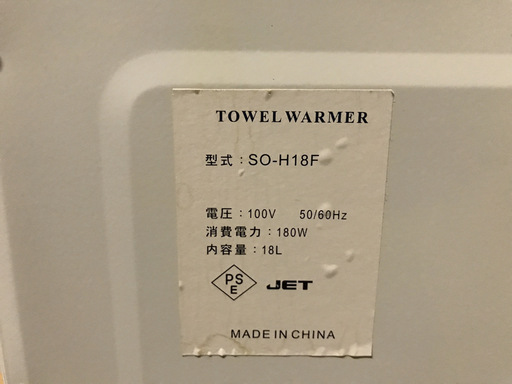 TOWEL WARMER
型式：SO-H18F
電圧：100V 50/60Hz
消費電力：180W
内容量：18L
PS E JET
MADE IN CHINA